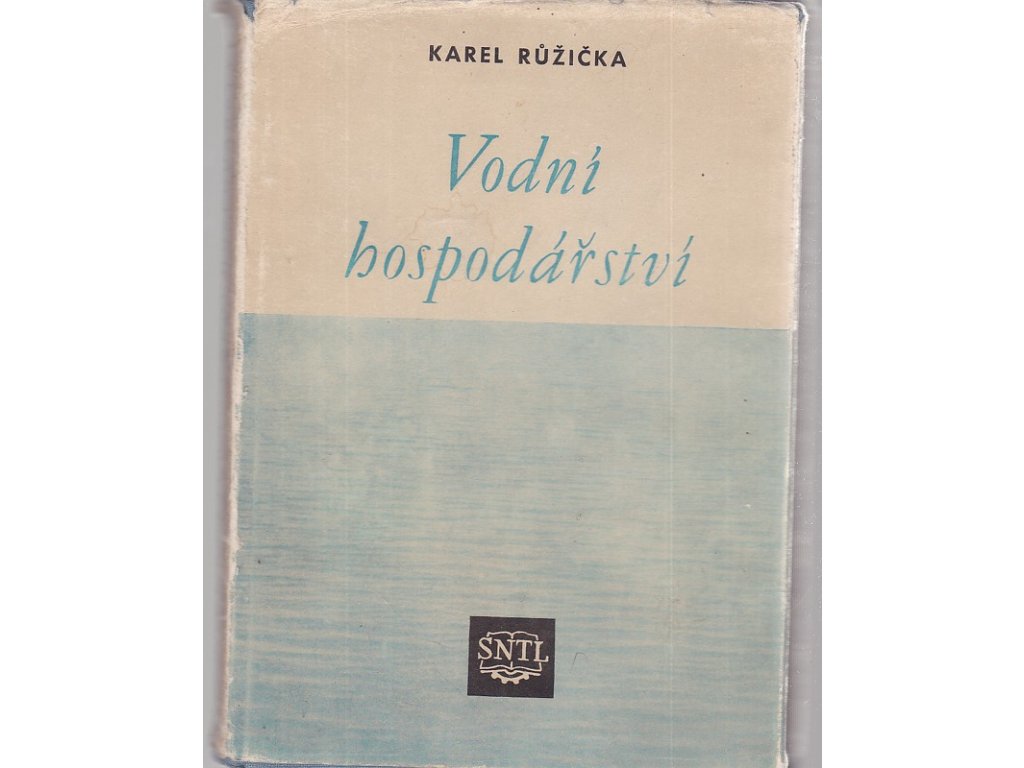 KAREL RŮŽIČKA
Vodní
hospodářství
SNTL